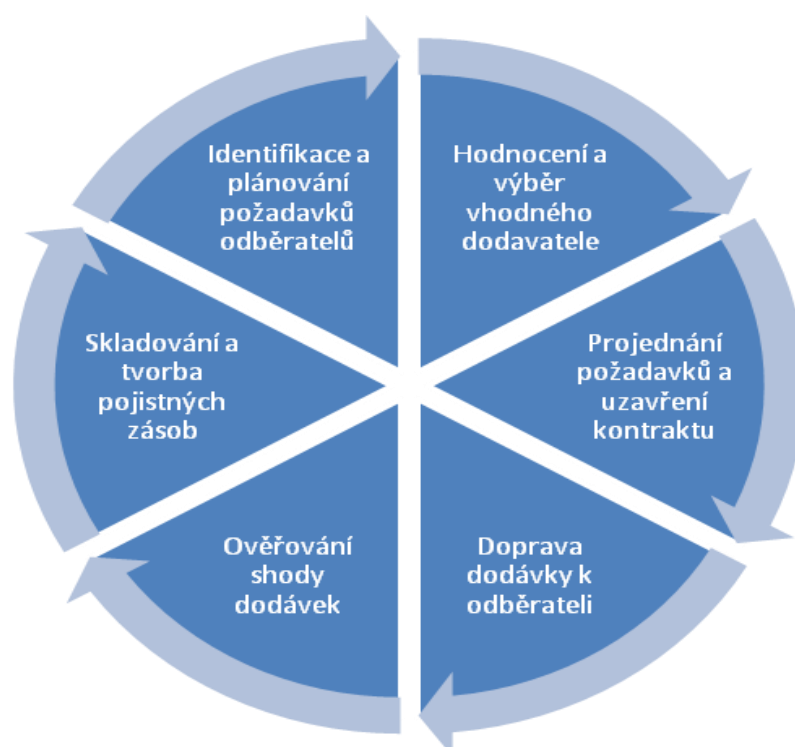 Identifikace a
plánování
požadavků
odběratelů
Hodnocení a
výběr
vhodného
dodavatele
Projednání
požadavků a
uzavření
kontraktu
Doprava
dodávky k
odběrateli
Ověřování
shody
dodávek
Skladování a
tvorba
pojistných
zásob